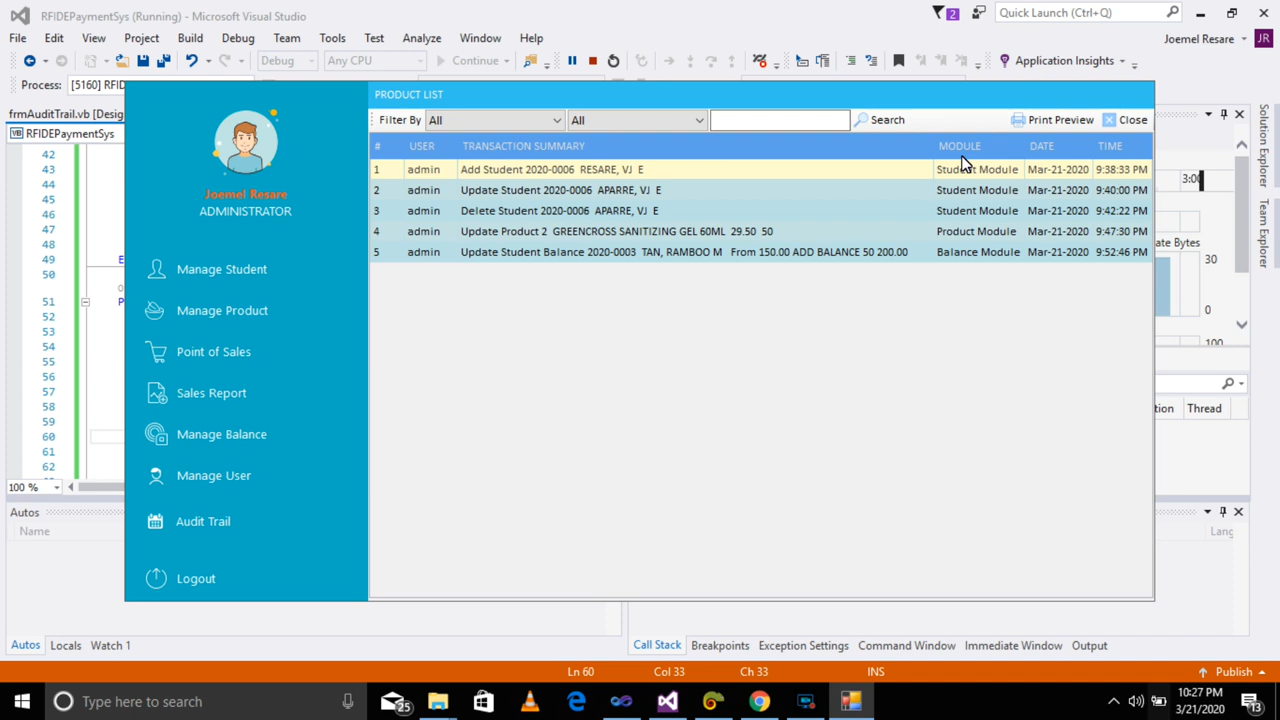 RFIDEPaymentSys (Running) - Microsoft Visual Studio
2
Quick Launch (Ctrl+Q)
File Edit View Project Build Debug Team Tools Test Analyze Window Help
Joemel Resare JR
Debug Any CPU Continue Application Insights
Process: [5160] RFID
frmAuditTrail.vb [Desig
RFIDEPaymentSys
42
43
44
45
46
47
48
49
50
51
52
53
54
55
56
57
58
59
60
61
62
100 %
Joemel Resare
ADMINISTRATOR
Manage Student
Manage Product
Point of Sales
Sales Report
Manage Balance
Manage User
Audit Trail
Logout
PRODUCT LIST
Filter By All All Search Print Preview Close
# USER TRANSACTION SUMMARY MODULE DATE TIME
1 admin Add Student 2020-0006 RESARE, VJ E Student Module Mar-21-2020 9:38:33 PM
2 admin Update Student 2020-0006 APARRE, VJ E Student Module Mar-21-2020 9:40:00 PM
3 admin Delete Student 2020-0006 APARRE, VJ E Student Module Mar-21-2020 9:42:22 PM
4 admin Update Product 2 GREENCROSS SANITIZING GEL 60ML 29.50 50 Product Module Mar-21-2020 9:47:30 PM
5 admin Update Student Balance 2020-0003 TAN, RAMBOO M From 150.00 ADD BALANCE 50 200.00 Balance Module Mar-21-2020 9:52:46 PM
Solution Explorer
Team Explorer
ate Bytes
30
0
100
tion Thread
Autos
Name
Lang
Autos Locals Watch 1
Call Stack Breakpoints Exception Settings Command Window Immediate Window Output
Ln 60 Col 33 Ch 33 INS Publish
Type here to search
25
10:27 PM
3/21/2020
13